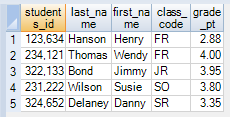 students_id last_name first_name class_code grade_pt
1 123,634 Hanson Henry FR 2.88
2 234,121 Thomas Wendy FR 4.00
3 322,133 Bond Jimmy JR 3.95
4 231,222 Wilson Susie SO 3.80
5 324,652 Delaney Danny SR 3.35